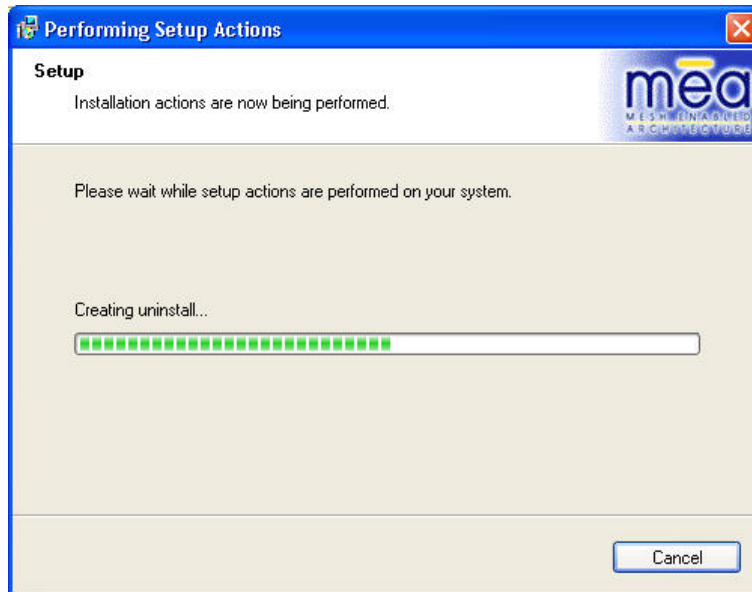 Performing Setup Actions
Setup
Installation actions are now being performed.
mēa
MESH ENABLED
ARCHITECTURE
Please wait while setup actions are performed on your system.
Creating uninstall...
Cancel